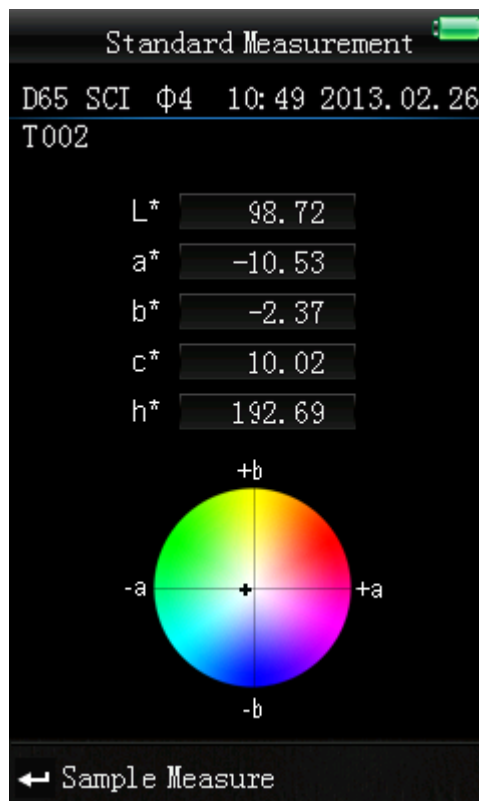 Standard Measurement
D65 SCI Φ4 10:49 2013.02.26
T002
L* 98.72
a* -10.53
b* -2.37
c* 10.02
h* 192.69
+b
-a +a
-b
Sample Measure